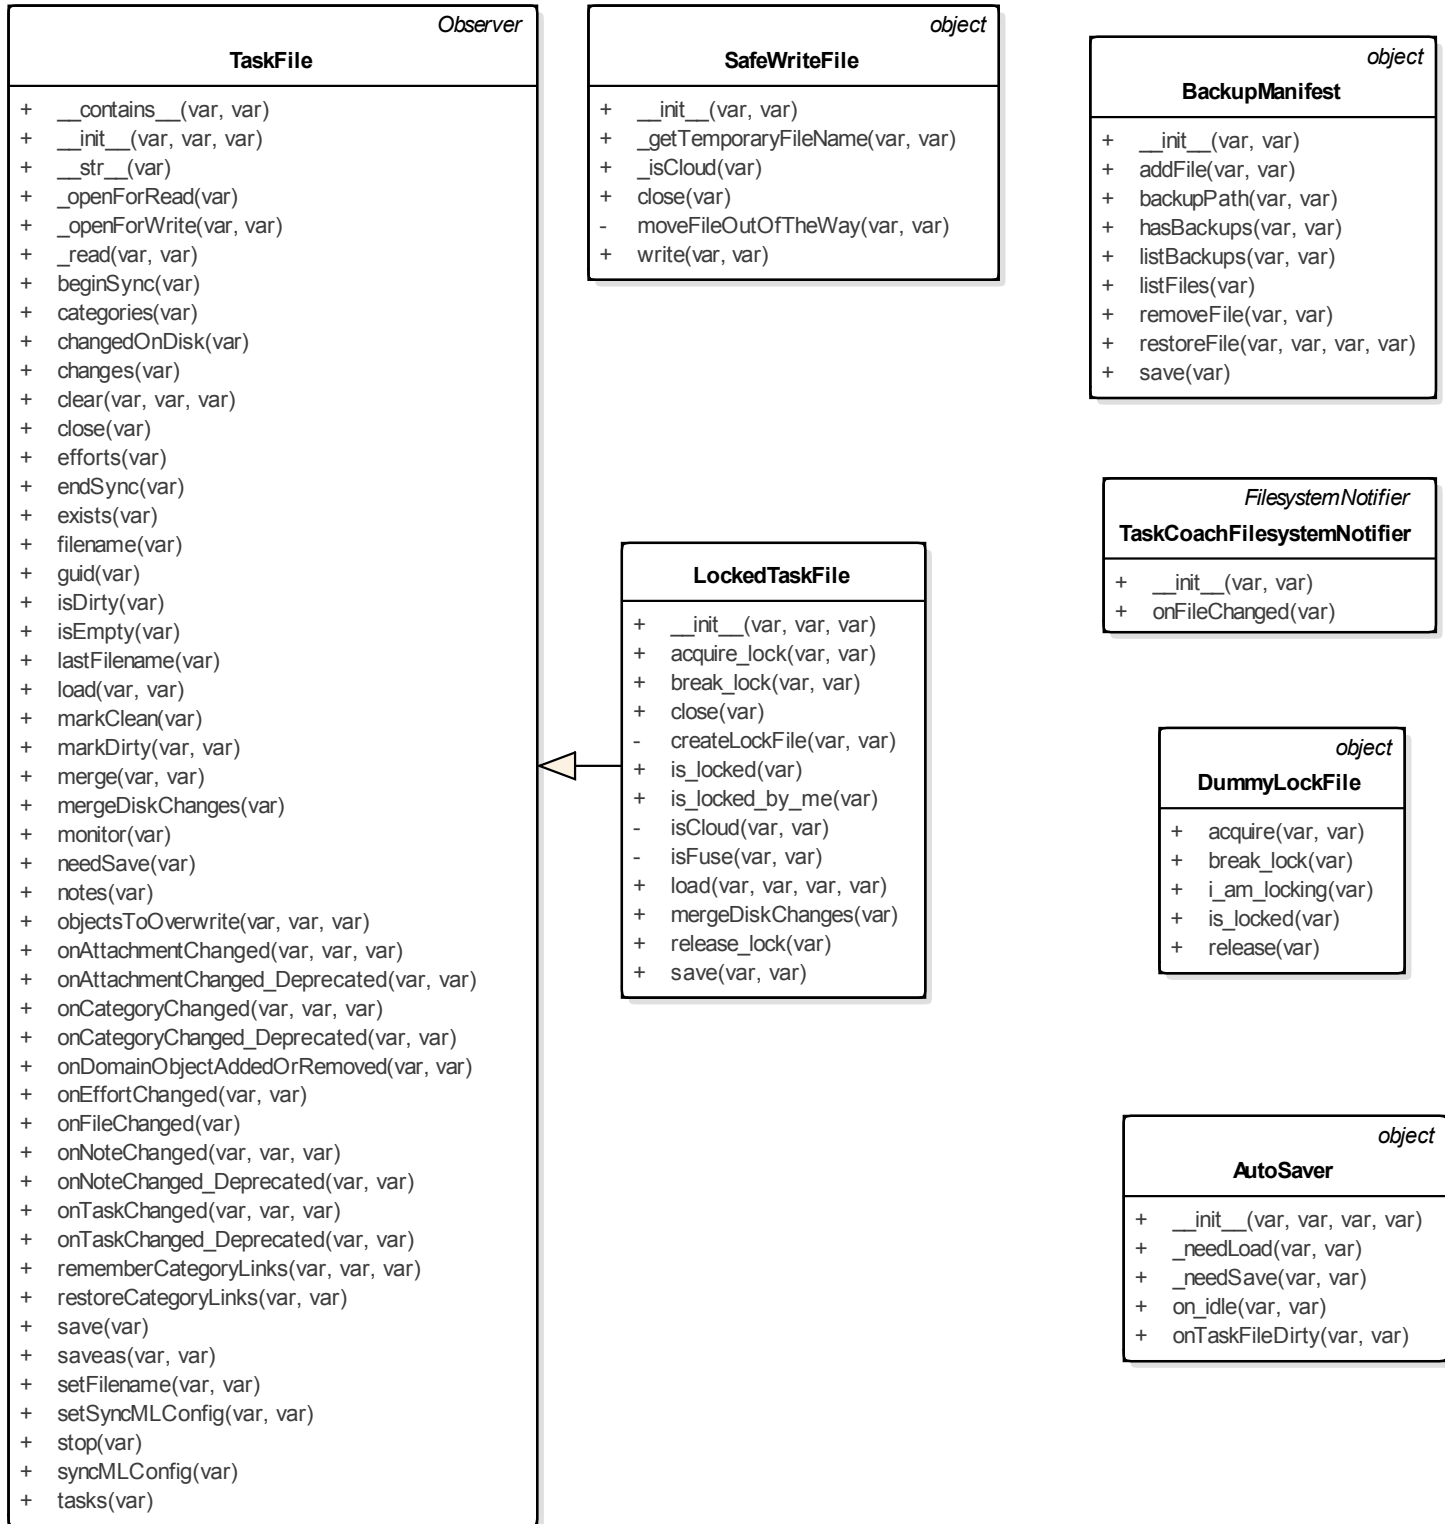 Observer
TaskFile
+ __contains__(var, var)
+ __init__(var, var, var)
+ __str__(var)
+ _openForRead(var)
+ _openForWrite(var, var)
+ _read(var, var)
+ beginSync(var)
+ categories(var)
+ changedOnDisk(var)
+ changes(var)
+ clear(var, var, var)
+ close(var)
+ efforts(var)
+ endSync(var)
+ exists(var)
+ filename(var)
+ guid(var)
+ isDirty(var)
+ isEmpty(var)
+ lastFilename(var)
+ load(var, var)
+ markClean(var)
+ markDirty(var, var)
+ merge(var, var)
+ mergeDiskChanges(var)
+ monitor(var)
+ needSave(var)
+ notes(var)
+ objectsToOverwrite(var, var, var)
+ onAttachmentChanged(var, var, var)
+ onAttachmentChanged_Deprecated(var, var)
+ onCategoryChanged(var, var, var)
+ onCategoryChanged_Deprecated(var, var)
+ onDomainObjectAddedOrRemoved(var, var)
+ onEffortChanged(var, var)
+ onFileChanged(var)
+ onNoteChanged(var, var, var)
+ onNoteChanged_Deprecated(var, var)
+ onTaskChanged(var, var, var)
+ onTaskChanged_Deprecated(var, var)
+ rememberCategoryLinks(var, var, var)
+ restoreCategoryLinks(var, var)
+ save(var)
+ saveas(var, var)
+ setFilename(var, var)
+ setSyncMLConfig(var, var)
+ stop(var)
+ syncMLConfig(var)
+ tasks(var)
object
SafeWriteFile
+ __init__(var, var)
+ _getTemporaryFileName(var, var)
+ _isCloud(var)
+ close(var)
- moveFileOutOfTheWay(var, var)
+ write(var, var)
LockedTaskFile
+ __init__(var, var, var)
+ acquire_lock(var, var)
+ break_lock(var, var)
+ close(var)
- createLockFile(var, var)
+ is_locked(var)
+ is_locked_by_me(var)
- isCloud(var, var)
- isFuse(var, var)
+ load(var, var, var, var)
+ mergeDiskChanges(var)
+ release_lock(var)
+ save(var, var)
object
BackupManifest
+ __init__(var, var)
+ addFile(var, var)
+ backupPath(var, var)
+ hasBackups(var, var)
+ listBackups(var, var)
+ listFiles(var)
+ removeFile(var, var)
+ restoreFile(var, var, var, var)
+ save(var)
FilesystemNotifier
TaskCoachFilesystemNotifier
+ __init__(var, var)
+ onFileChanged(var)
object
DummyLockFile
+ acquire(var, var)
+ break_lock(var)
+ i_am_locking(var)
+ is_locked(var)
+ release(var)
object
AutoSaver
+ __init__(var, var, var, var)
+ _needLoad(var, var)
+ _needSave(var, var)
+ on_idle(var, var)
+ onTaskFileDirty(var, var)